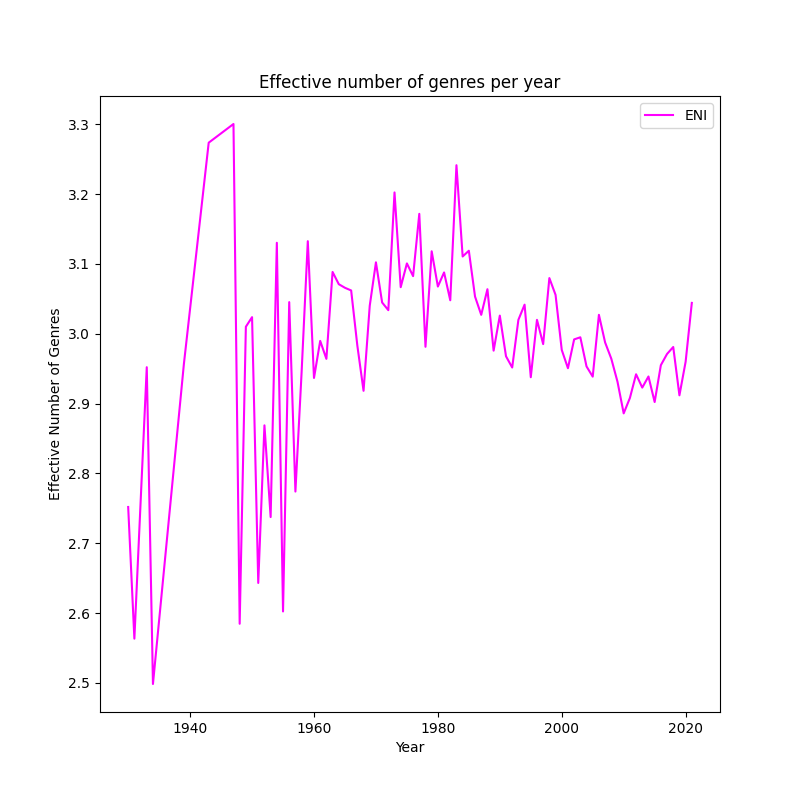 Effective number of genres per year
ENI
3.3
3.2
3.1
3.0
2.9
2.8
2.7
2.6
2.5
Effective Number of Genres
1940 1960 1980 2000 2020
Year